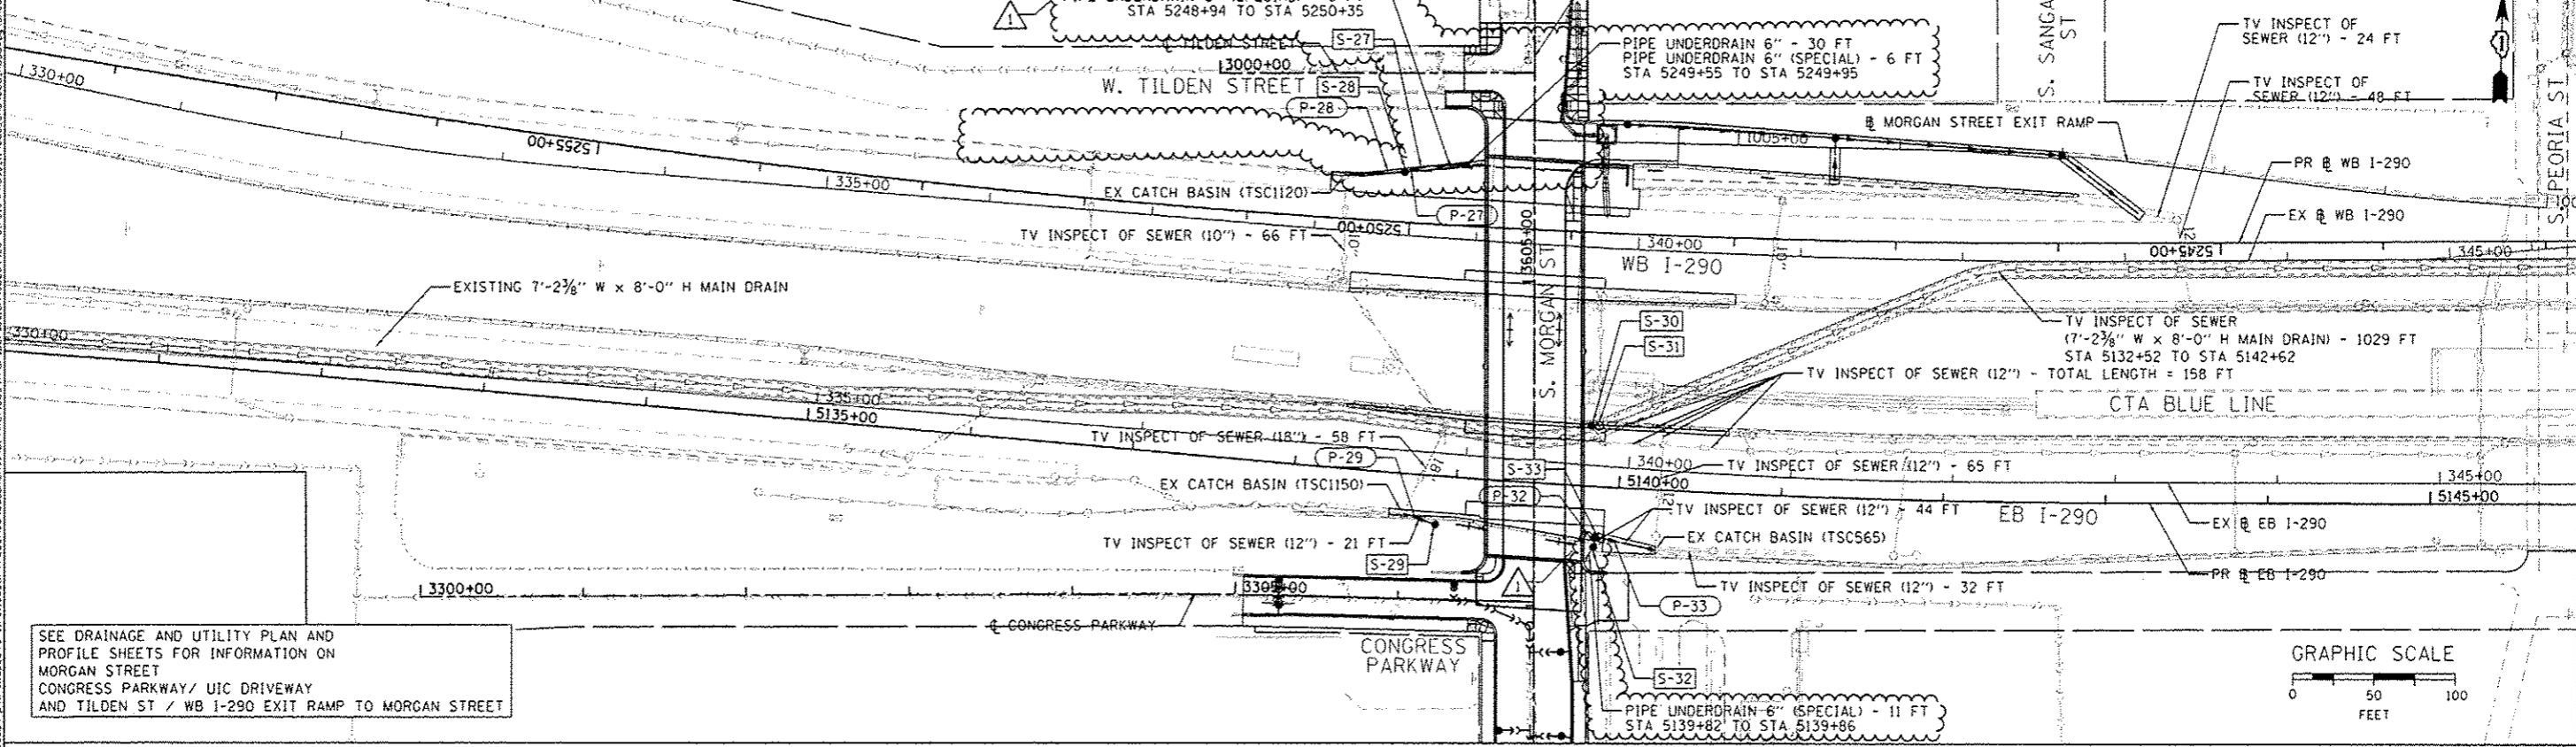 STA 5248+94 TO STA 5250+35
1
S-27
℄ TILDEN STREET
3000+00
W. TILDEN STREET
S-28
P-28
PIPE UNDERDRAIN 6" - 30 FT
PIPE UNDERDRAIN 6" (SPECIAL) - 6 FT
STA 5249+55 TO STA 5249+95
S. SANGA
ST
TV INSPECT OF
SEWER (12") - 24 FT
TV INSPECT OF
SEWER (12") - 48 FT
S. PEORIA ST
330+00
5255+00
335+00
EX CATCH BASIN (TSC1120)
P-27
TV INSPECT OF SEWER (10") - 66 FT
10"
5250+00
3605+00
S. MORGAN ST
1005+00
℄ MORGAN STREET EXIT RAMP
PR ℄ WB I-290
EX ℄ WB I-290
340+00
WB I-290
10"
12"
5245+00
345+00
EXISTING 7'-2⅜" W x 8'-0" H MAIN DRAIN
330+00
S-30
S-31
TV INSPECT OF SEWER
(7'-2⅜" W x 8'-0" H MAIN DRAIN) - 1029 FT
STA 5132+52 TO STA 5142+62
TV INSPECT OF SEWER (12") - TOTAL LENGTH = 158 FT
CTA BLUE LINE
335+00
5135+00
TV INSPECT OF SEWER (18") - 58 FT
P-29
18"
EX CATCH BASIN (TSC1150)
S-33
P-32
340+00
5140+00
TV INSPECT OF SEWER (12") - 65 FT
12"
345+00
5145+00
TV INSPECT OF SEWER (12") - 44 FT
EB I-290
EX ℄ EB I-290
TV INSPECT OF SEWER (12") - 21 FT
S-29
EX CATCH BASIN (TSC565)
1
TV INSPECT OF SEWER (12") - 32 FT
PR ℄ EB I-290
3300+00
3305+00
P-33
℄ CONGRESS PARKWAY
CONGRESS
PARKWAY
S-32
PIPE UNDERDRAIN 6" (SPECIAL) - 11 FT
STA 5139+82 TO STA 5139+86
SEE DRAINAGE AND UTILITY PLAN AND
PROFILE SHEETS FOR INFORMATION ON
MORGAN STREET
CONGRESS PARKWAY/ UIC DRIVEWAY
AND TILDEN ST / WB I-290 EXIT RAMP TO MORGAN STREET
GRAPHIC SCALE
0 50 100
FEET